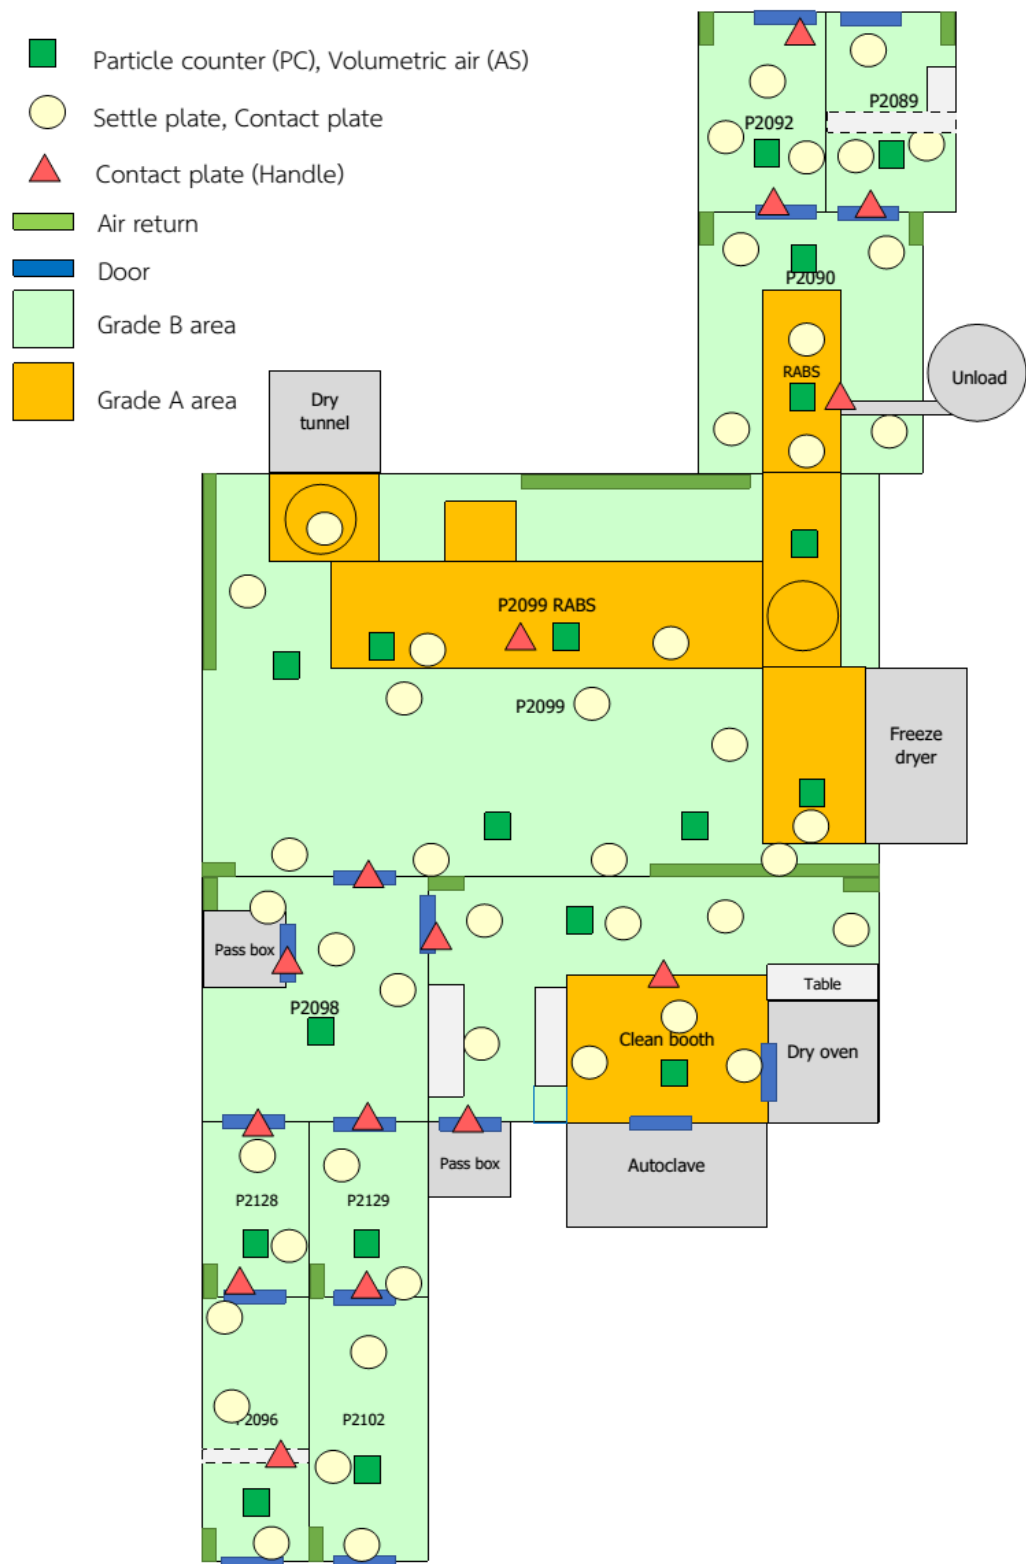 Particle counter (PC), Volumetric air (AS)
Settle plate, Contact plate
Contact plate (Handle)
Air return
Door
Grade B area
Grade A area
P2089
P2092
P2090
RABS
Unload
Dry
tunnel
P2099 RABS
P2099
Freeze
dryer
Pass box
Table
P2098
Clean booth
Dry oven
Pass box
Autoclave
P2128
P2129
P2096
P2102